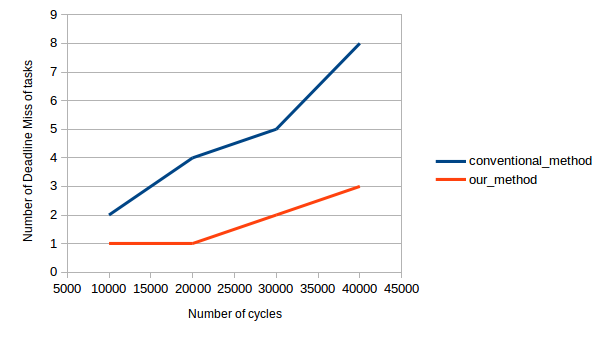 9
8
7
6
5
4
3
2
1
0
Number of Deadline Miss of tasks
5000 10000 15000 20000 25000 30000 35000 40000 45000
Number of cycles
conventional_method
our_method